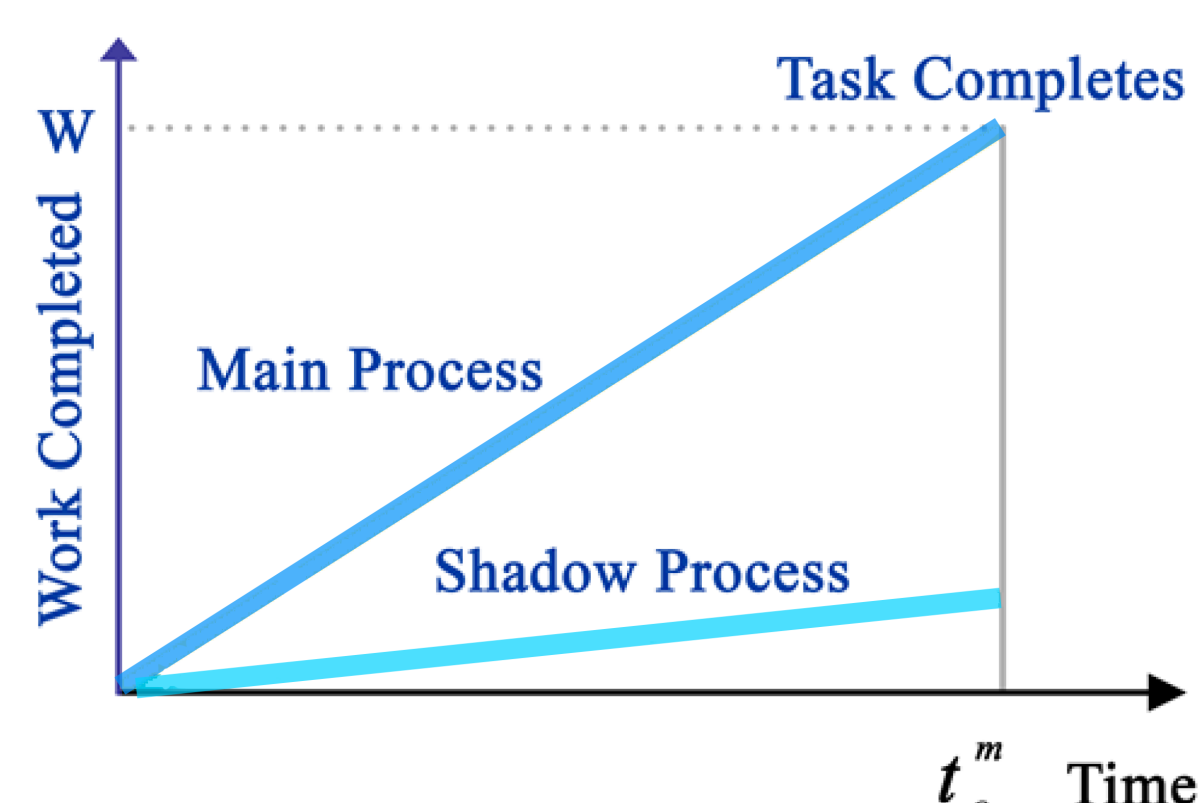 Task Completes
W
Work Completed
Main Process
Shadow Process
t m
Time